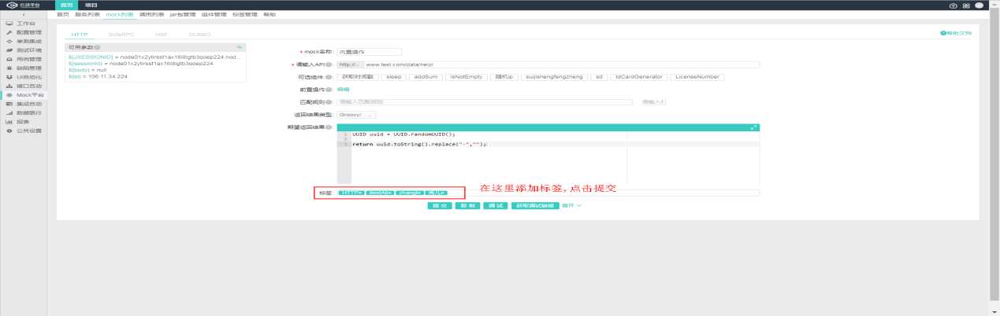 云效平台 首页 项目
首页 服务列表 mock列表 调用列表 jar包管理 组件管理 标签管理 帮助
工作台
配置管理
单测集成
测试环境
用例管理
缺陷管理
UI自动化
接口自动
Mock平台
集成自动
数据银行
报表
公共设置
HTTP SofaRPC HSF DUBBO
帮助文档
可用参数
${JSESSIONID} = node01x2ytirsst1ax16l8lgtb3qoep224.nod...
${sessionId} = node01x2ytirsst1ax16l8lgtb3qoep224
${body} = null
${ip} = 106.11.34.224
* mock名称: 内置操作
* 请输入API: http://... www.test.com/data/neizi
可选组件: 获取时间戳 sleep addSum isNotEmpty 随机ip suijishengfengzheng sd IdCardGenerator LicenseNumber
前置操作: 编辑
匹配规则: 请输入匹配规则 请输入
返回结果类型: Groovy/...
期望返回结果:
1 UUID uuid = UUID.randomUUID();
2
3 return uuid.toString().replace("-","");
标签: HTTP× itestAll× zhangl×
在这里添加标签,点击提交
提 交 复 制 调 试 获取调试链接 展开